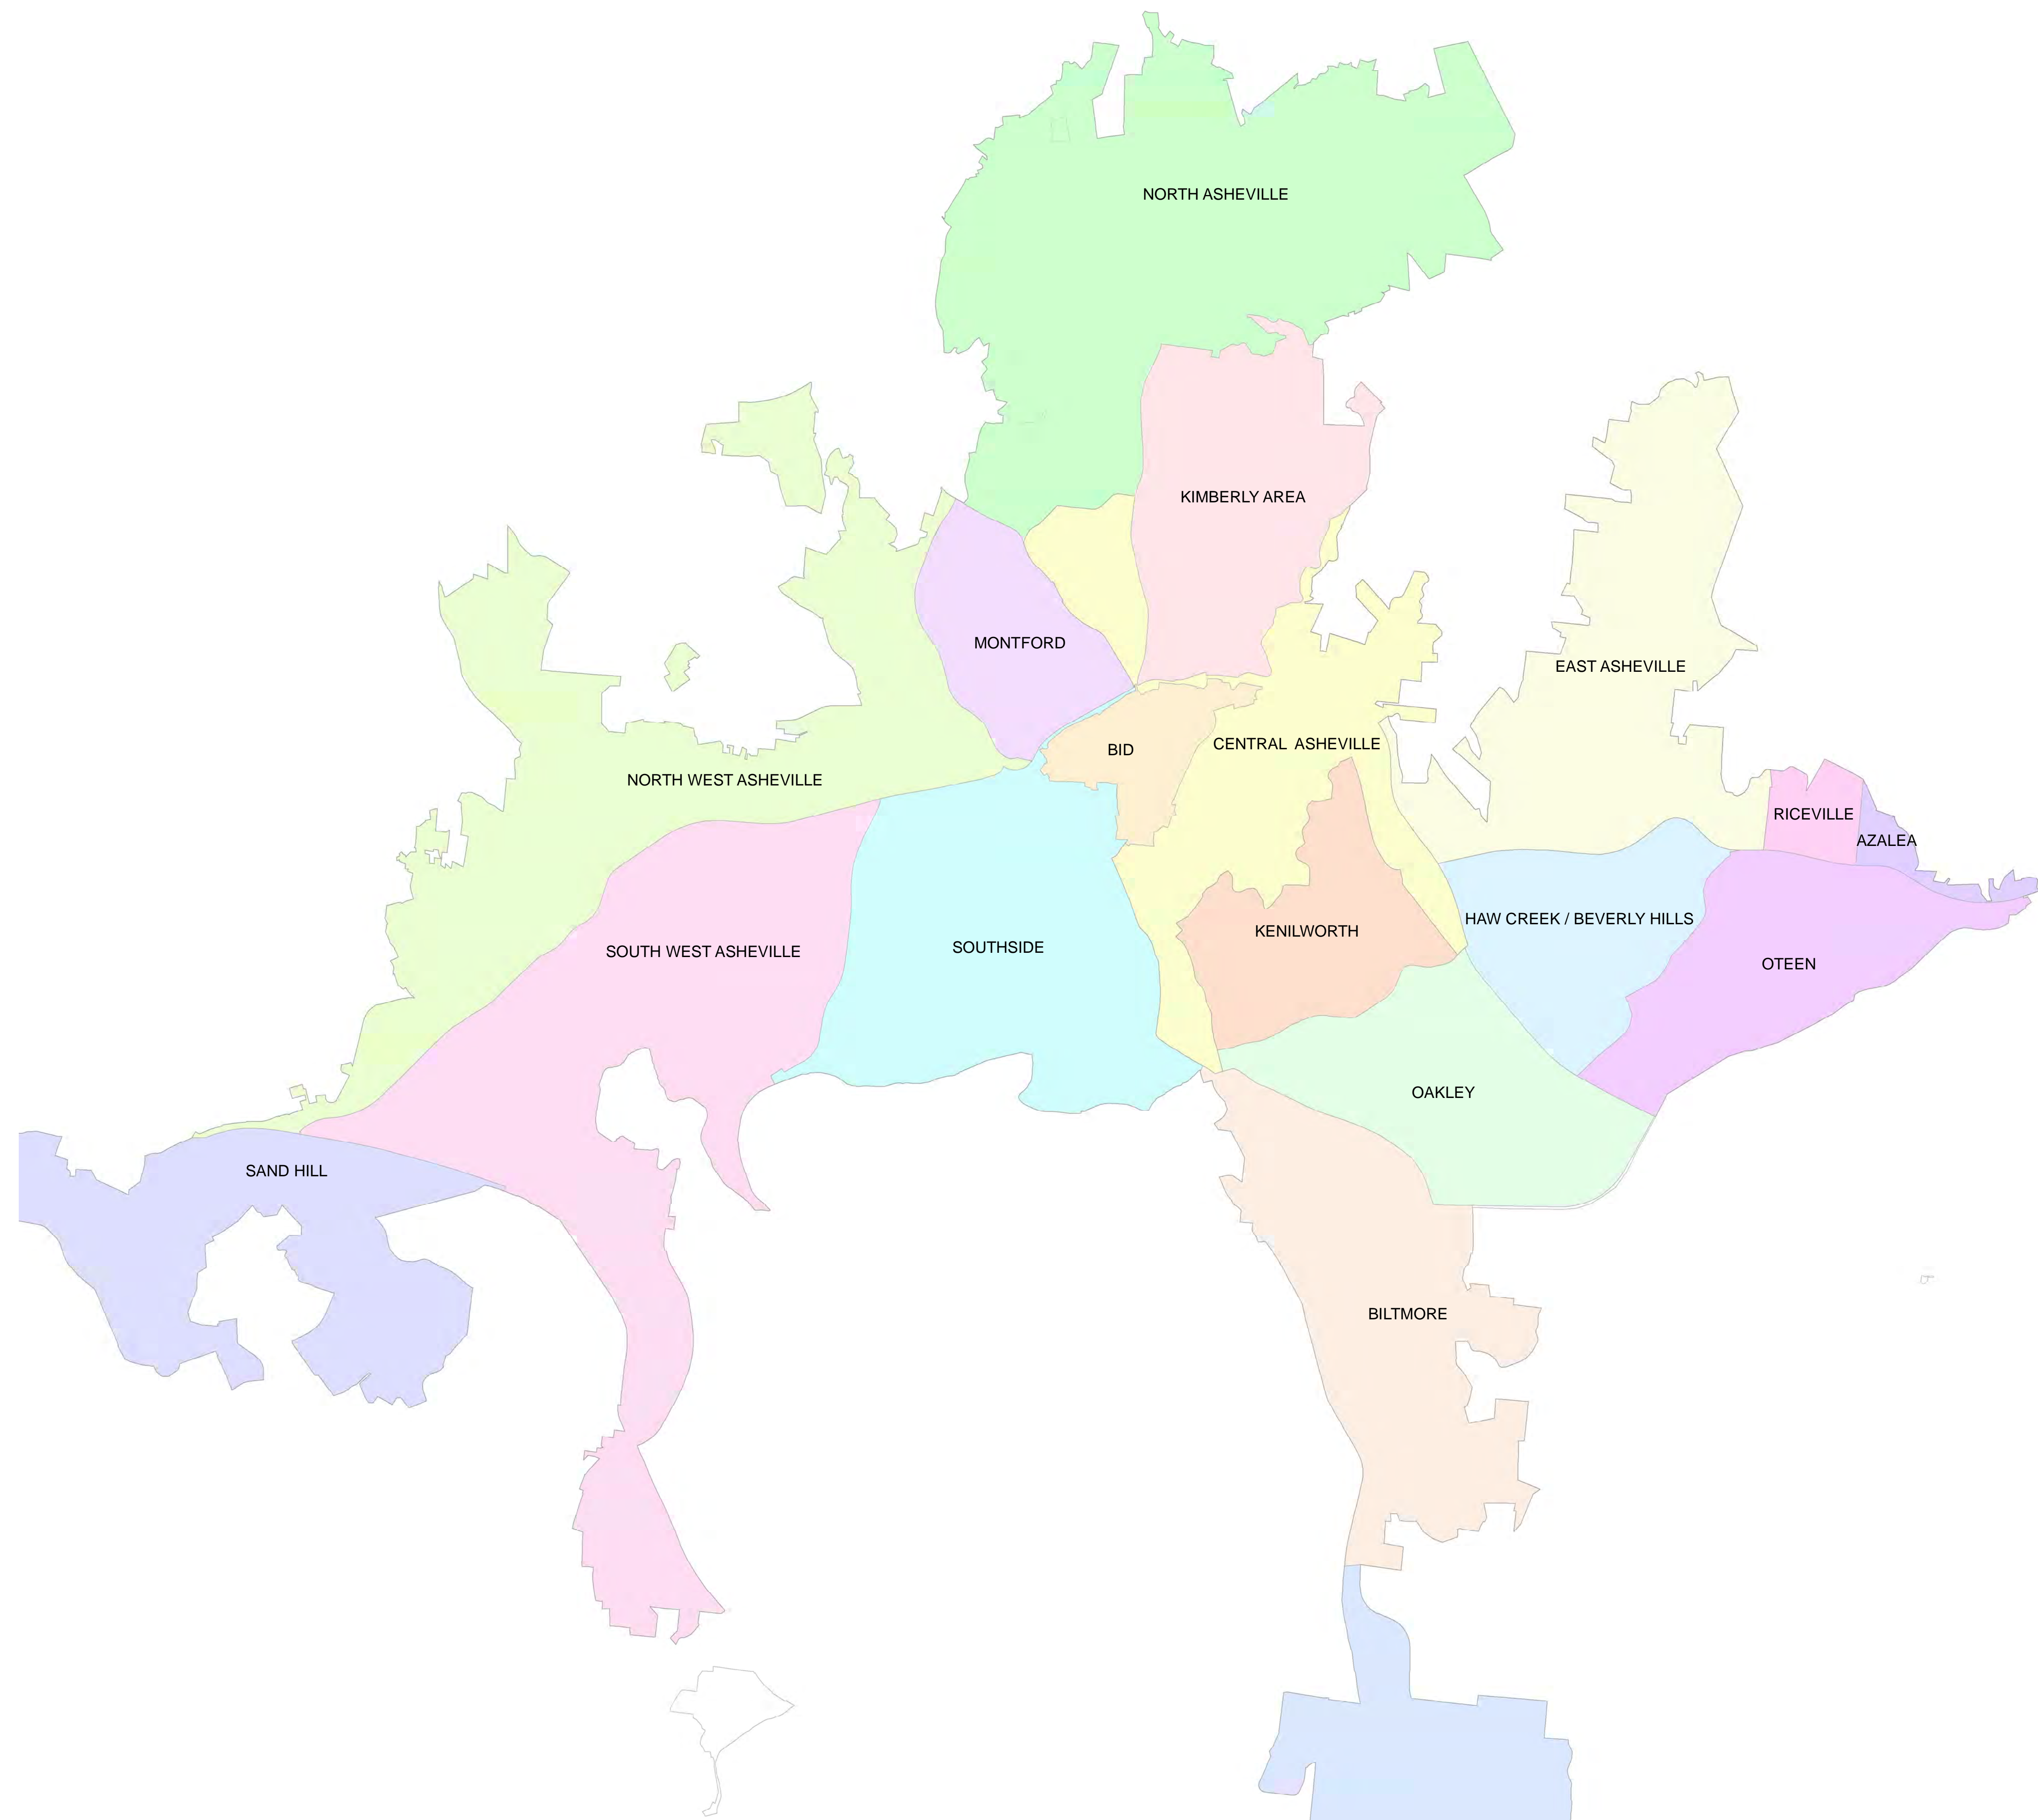 NORTH ASHEVILLE
KIMBERLY AREA
MONTFORD
EAST ASHEVILLE
BID
CENTRAL ASHEVILLE
NORTH WEST ASHEVILLE
RICEVILLE
AZALEA
HAW CREEK / BEVERLY HILLS
KENILWORTH
SOUTHSIDE
SOUTH WEST ASHEVILLE
OTEEN
OAKLEY
SAND HILL
BILTMORE